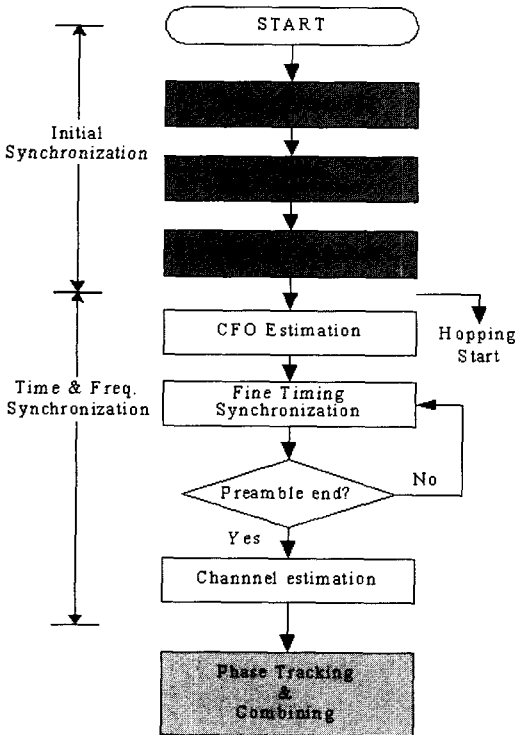 START
Initial
Synchronization
CFO Estimation
Hopping
Start
Time & Freq.
Synchronization
Fine Timing
Synchronization
Preamble end?
No
Yes
Channnel estimation
Phase Tracking
&
Combining